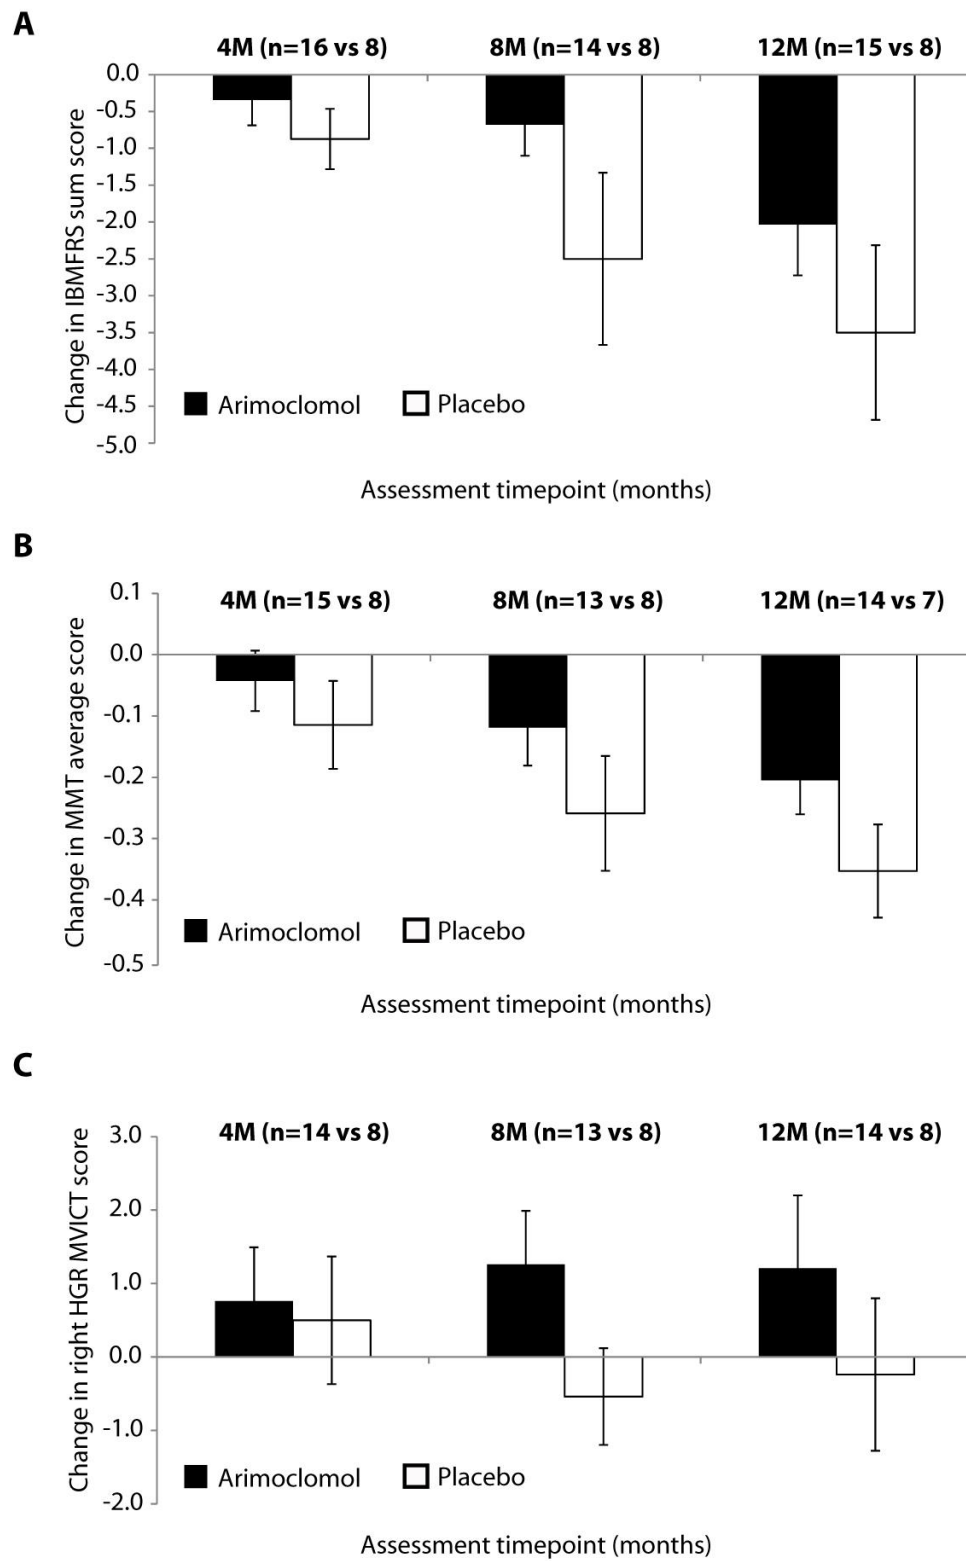 A
4M (n=16 vs 8) 8M (n=14 vs 8) 12M (n=15 vs 8)
Change in IBMFRS sum score
0.0
-0.5
-1.0
-1.5
-2.0
-2.5
-3.0
-3.5
-4.0
-4.5
-5.0
Arimoclomol Placebo
Assessment timepoint (months)
B
4M (n=15 vs 8) 8M (n=13 vs 8) 12M (n=14 vs 7)
Change in MMT average score
0.1
0.0
-0.1
-0.2
-0.3
-0.4
-0.5
Arimoclomol Placebo
Assessment timepoint (months)
C
4M (n=14 vs 8) 8M (n=13 vs 8) 12M (n=14 vs 8)
Change in right HGR MVICT score
3.0
2.0
1.0
0.0
-1.0
-2.0
Arimoclomol Placebo
Assessment timepoint (months)